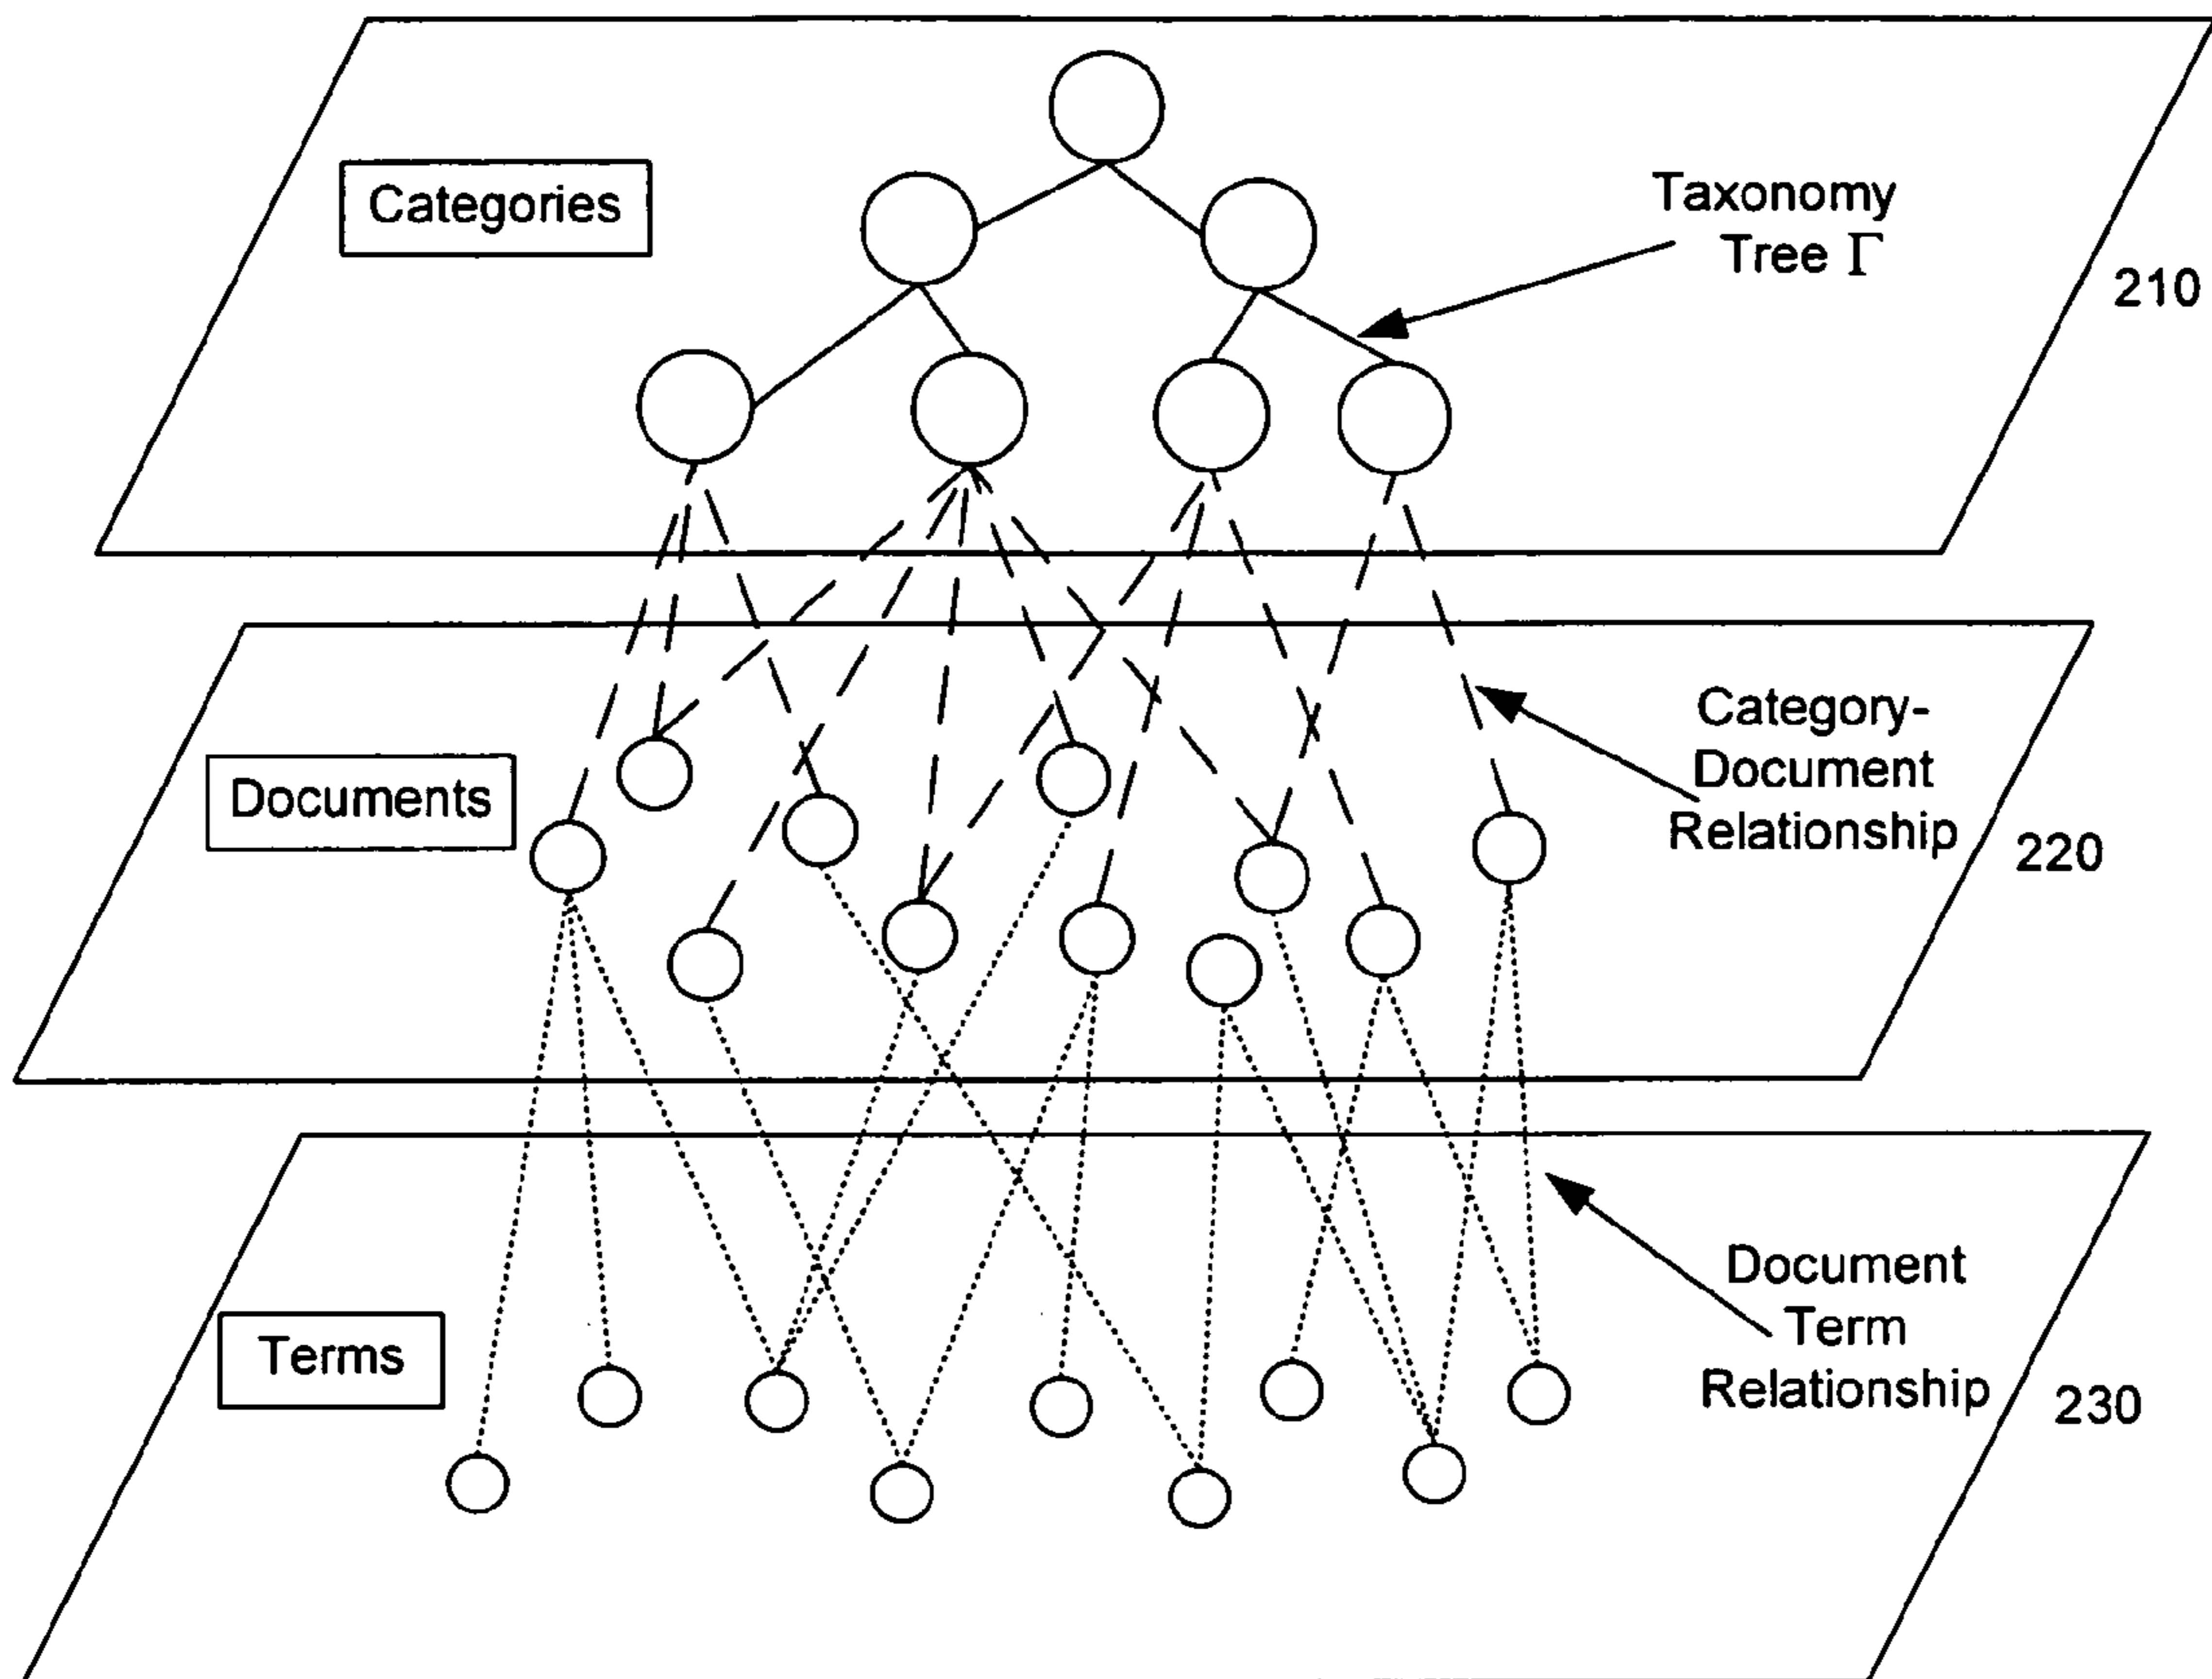 Categories
Taxonomy
Tree Γ
210
Documents
Category-
Document
Relationship
220
Terms
Document
Term
Relationship
230